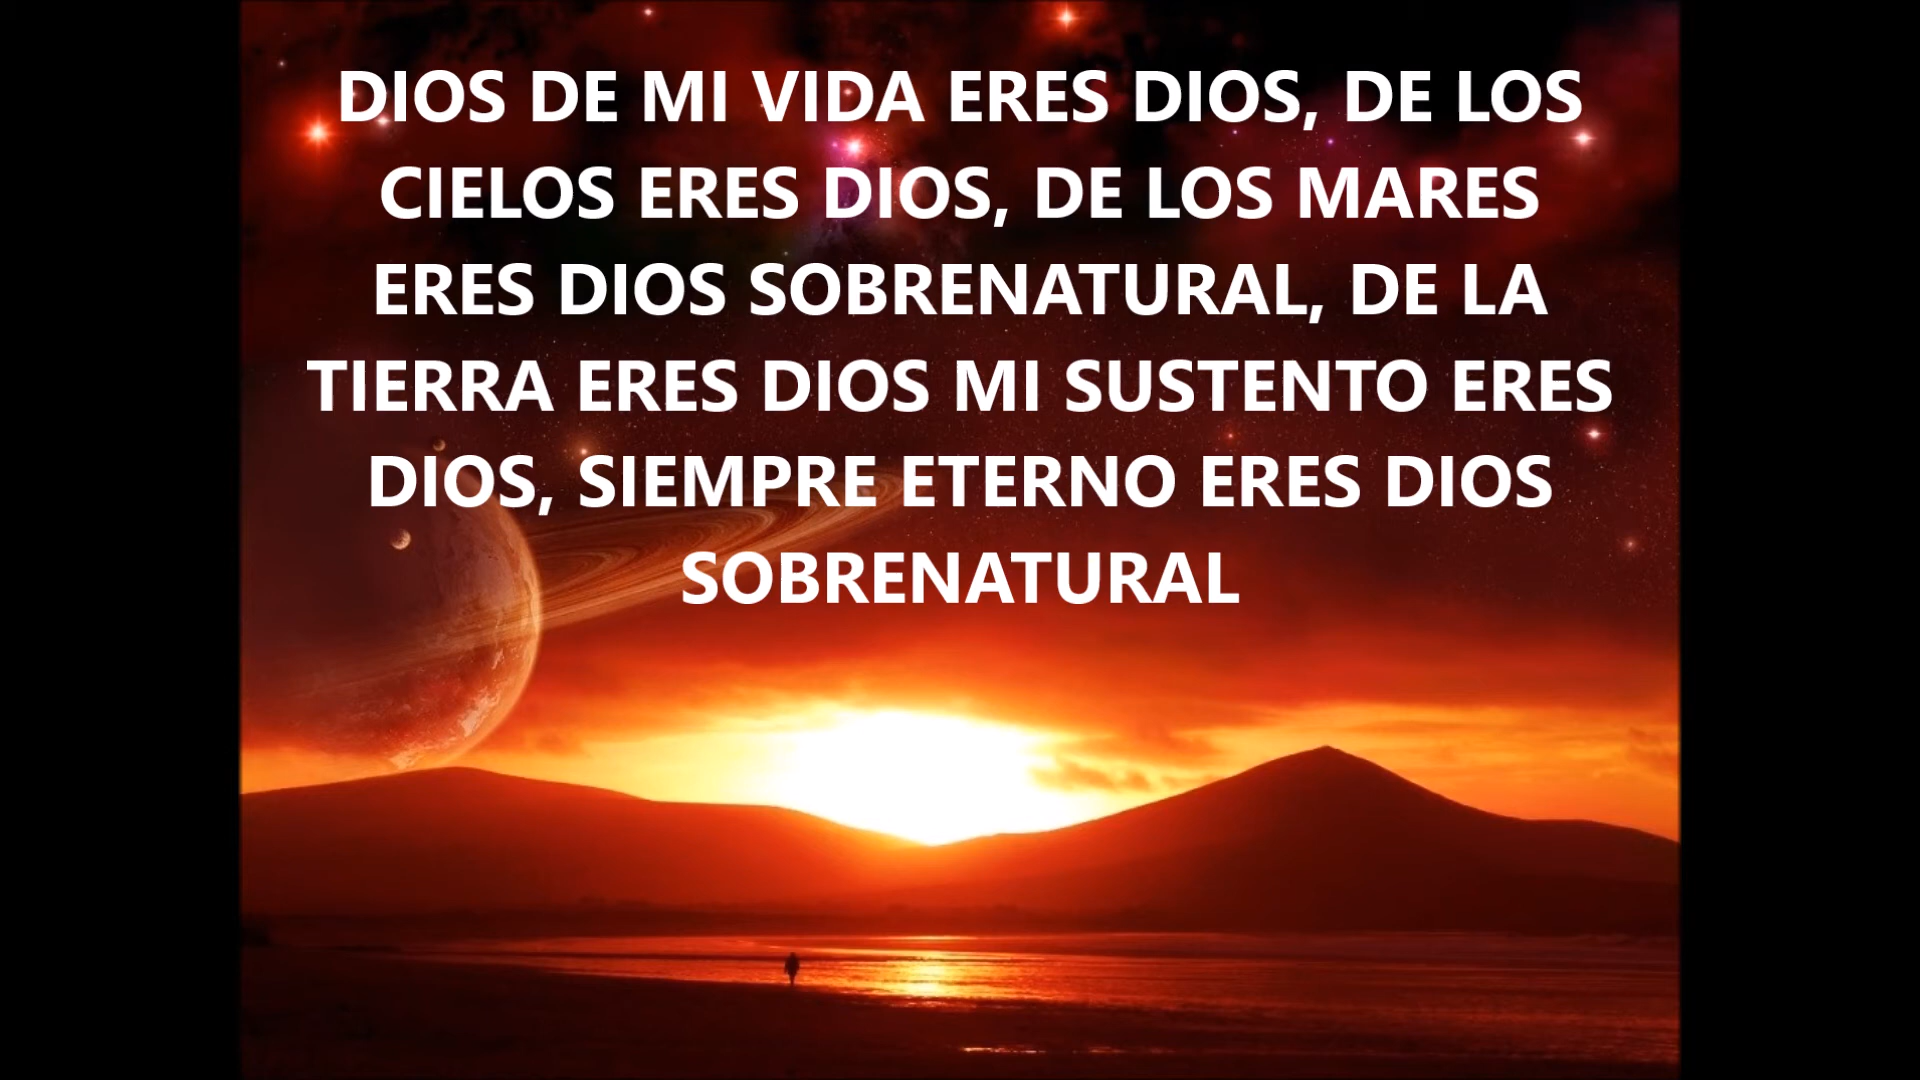 DIOS DE MI VIDA ERES DIOS, DE LOS
CIELOS ERES DIOS, DE LOS MARES
ERES DIOS SOBRENATURAL, DE LA
TIERRA ERES DIOS MI SUSTENTO ERES
DIOS, SIEMPRE ETERNO ERES DIOS
SOBRENATURAL